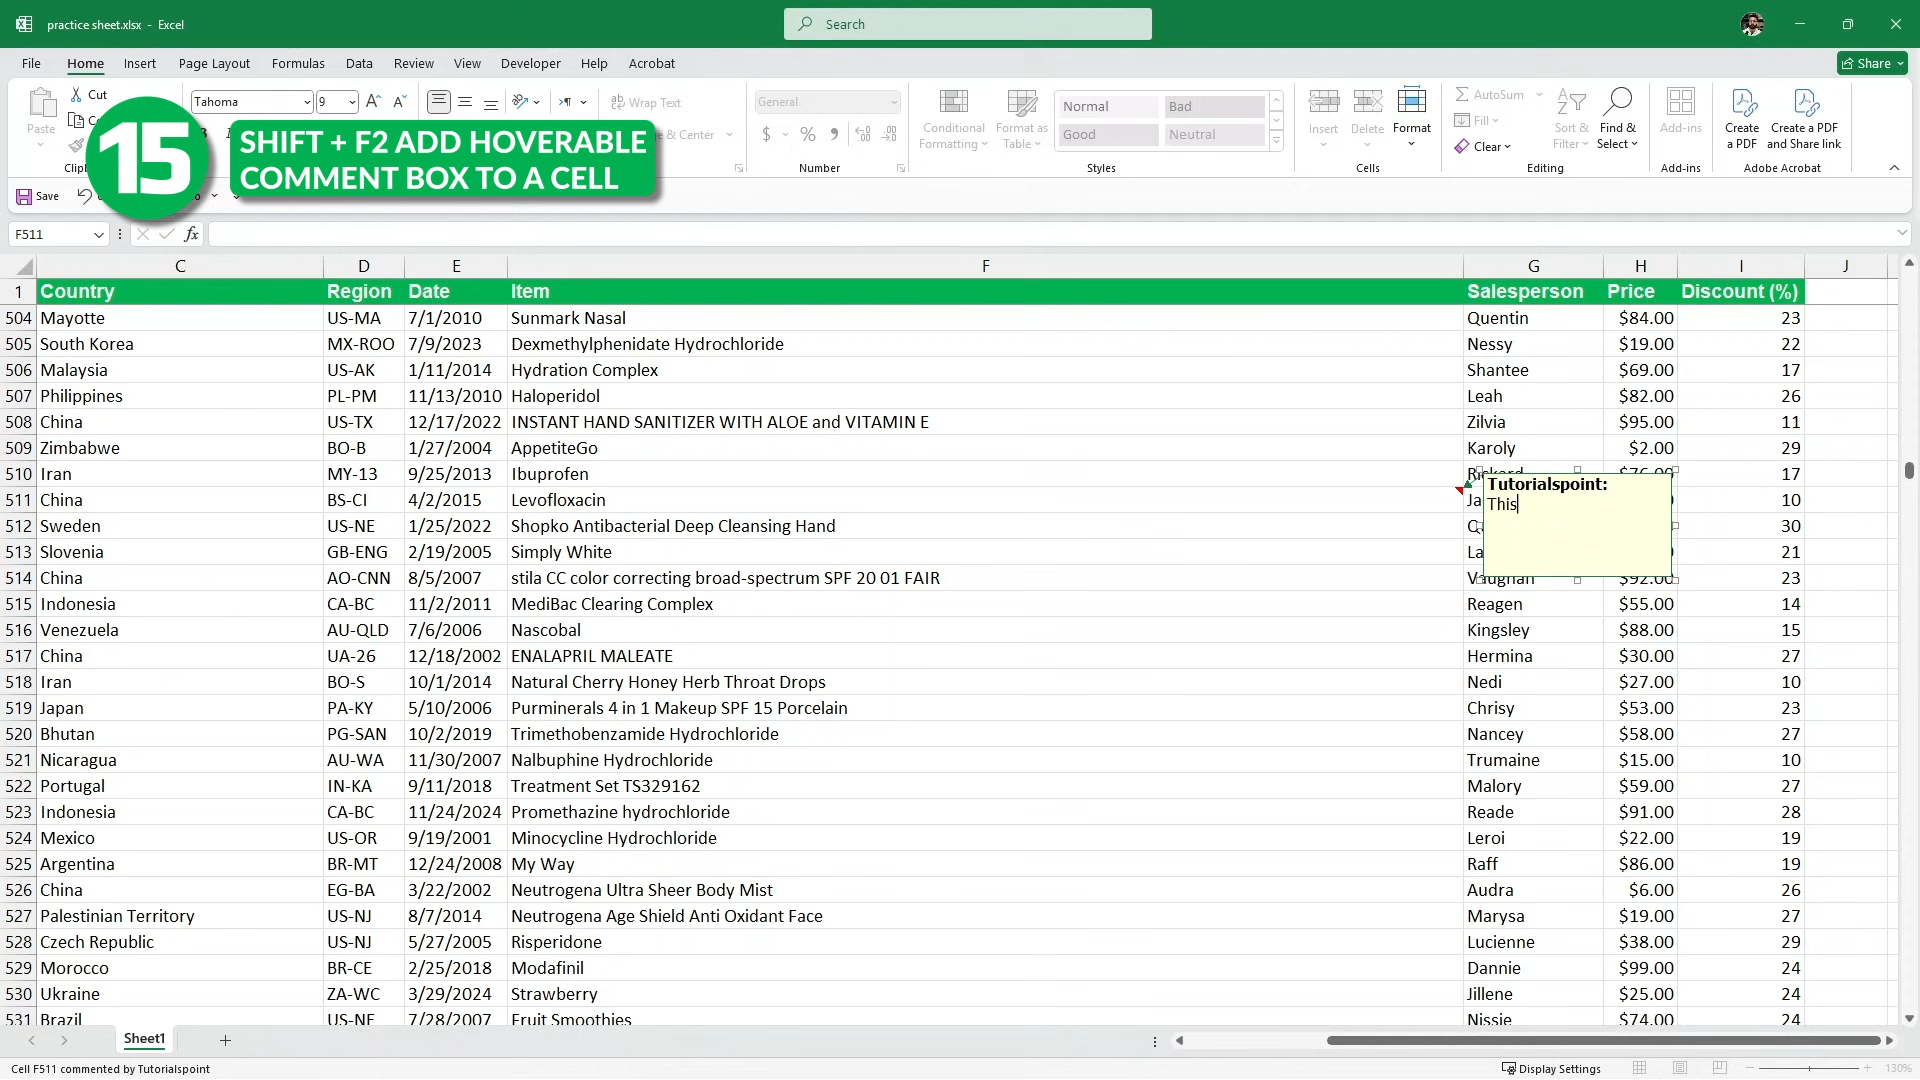 practice sheet.xlsx - Excel
Search
File Home Insert Page Layout Formulas Data Review View Developer Help Acrobat
Share
Cut
Paste
Tahoma 9
Wrap Text
General
Number
Conditional Formatting
Format as Table
Normal Bad
Good Neutral
Styles
Insert Delete Format
Cells
AutoSum
Fill
Clear
Sort & Filter
Find & Select
Editing
Add-ins
Add-ins
Create a PDF
Create a PDF and Share link
Adobe Acrobat
15
SHIFT + F2 ADD HOVERABLE
COMMENT BOX TO A CELL
Save
F511
fx
C D E F G H I J
1 Country Region Date Item Salesperson Price Discount (%)
504 Mayotte US-MA 7/1/2010 Sunmark Nasal Quentin $84.00 23
505 South Korea MX-ROO 7/9/2023 Dexmethylphenidate Hydrochloride Nessy $19.00 22
506 Malaysia US-AK 1/11/2014 Hydration Complex Shantee $69.00 17
507 Philippines PL-PM 11/13/2010 Haloperidol Leah $82.00 26
508 China US-TX 12/17/2022 INSTANT HAND SANITIZER WITH ALOE and VITAMIN E Zilvia $95.00 11
509 Zimbabwe BO-B 1/27/2004 AppetiteGo Karoly $2.00 29
510 Iran MY-13 9/25/2013 Ibuprofen 17
511 China BS-CI 4/2/2015 Levofloxacin Ja 10
Tutorialspoint:
This
512 Sweden US-NE 1/25/2022 Shopko Antibacterial Deep Cleansing Hand 30
513 Slovenia GB-ENG 2/19/2005 Simply White La 21
514 China AO-CNN 8/5/2007 stila CC color correcting broad-spectrum SPF 20 01 FAIR Vaughan $92.00 23
515 Indonesia CA-BC 11/2/2011 MediBac Clearing Complex Reagen $55.00 14
516 Venezuela AU-QLD 7/6/2006 Nascobal Kingsley $88.00 15
517 China UA-26 12/18/2002 ENALAPRIL MALEATE Hermina $30.00 27
518 Iran BO-S 10/1/2014 Natural Cherry Honey Herb Throat Drops Nedi $27.00 10
519 Japan PA-KY 5/10/2006 Purminerals 4 in 1 Makeup SPF 15 Porcelain Chrisy $53.00 23
520 Bhutan PG-SAN 10/2/2019 Trimethobenzamide Hydrochloride Nancey $58.00 27
521 Nicaragua AU-WA 11/30/2007 Nalbuphine Hydrochloride Trumaine $15.00 10
522 Portugal IN-KA 9/11/2018 Treatment Set TS329162 Malory $59.00 27
523 Indonesia CA-BC 11/24/2024 Promethazine hydrochloride Reade $91.00 28
524 Mexico US-OR 9/19/2001 Minocycline Hydrochloride Leroi $22.00 19
525 Argentina BR-MT 12/24/2008 My Way Raff $86.00 19
526 China EG-BA 3/22/2002 Neutrogena Ultra Sheer Body Mist Audra $6.00 26
527 Palestinian Territory US-NJ 8/7/2014 Neutrogena Age Shield Anti Oxidant Face Marysa $19.00 27
528 Czech Republic US-NJ 5/27/2005 Risperidone Lucienne $38.00 29
529 Morocco BR-CE 2/25/2018 Modafinil Dannie $99.00 24
530 Ukraine ZA-WC 3/29/2024 Strawberry Jillene $25.00 24
531 Brazil US-NE 7/28/2007 Fruit Smoothies Nissie $74.00 24
Sheet1
Cell F511 commented by Tutorialspoint
Display Settings
130%